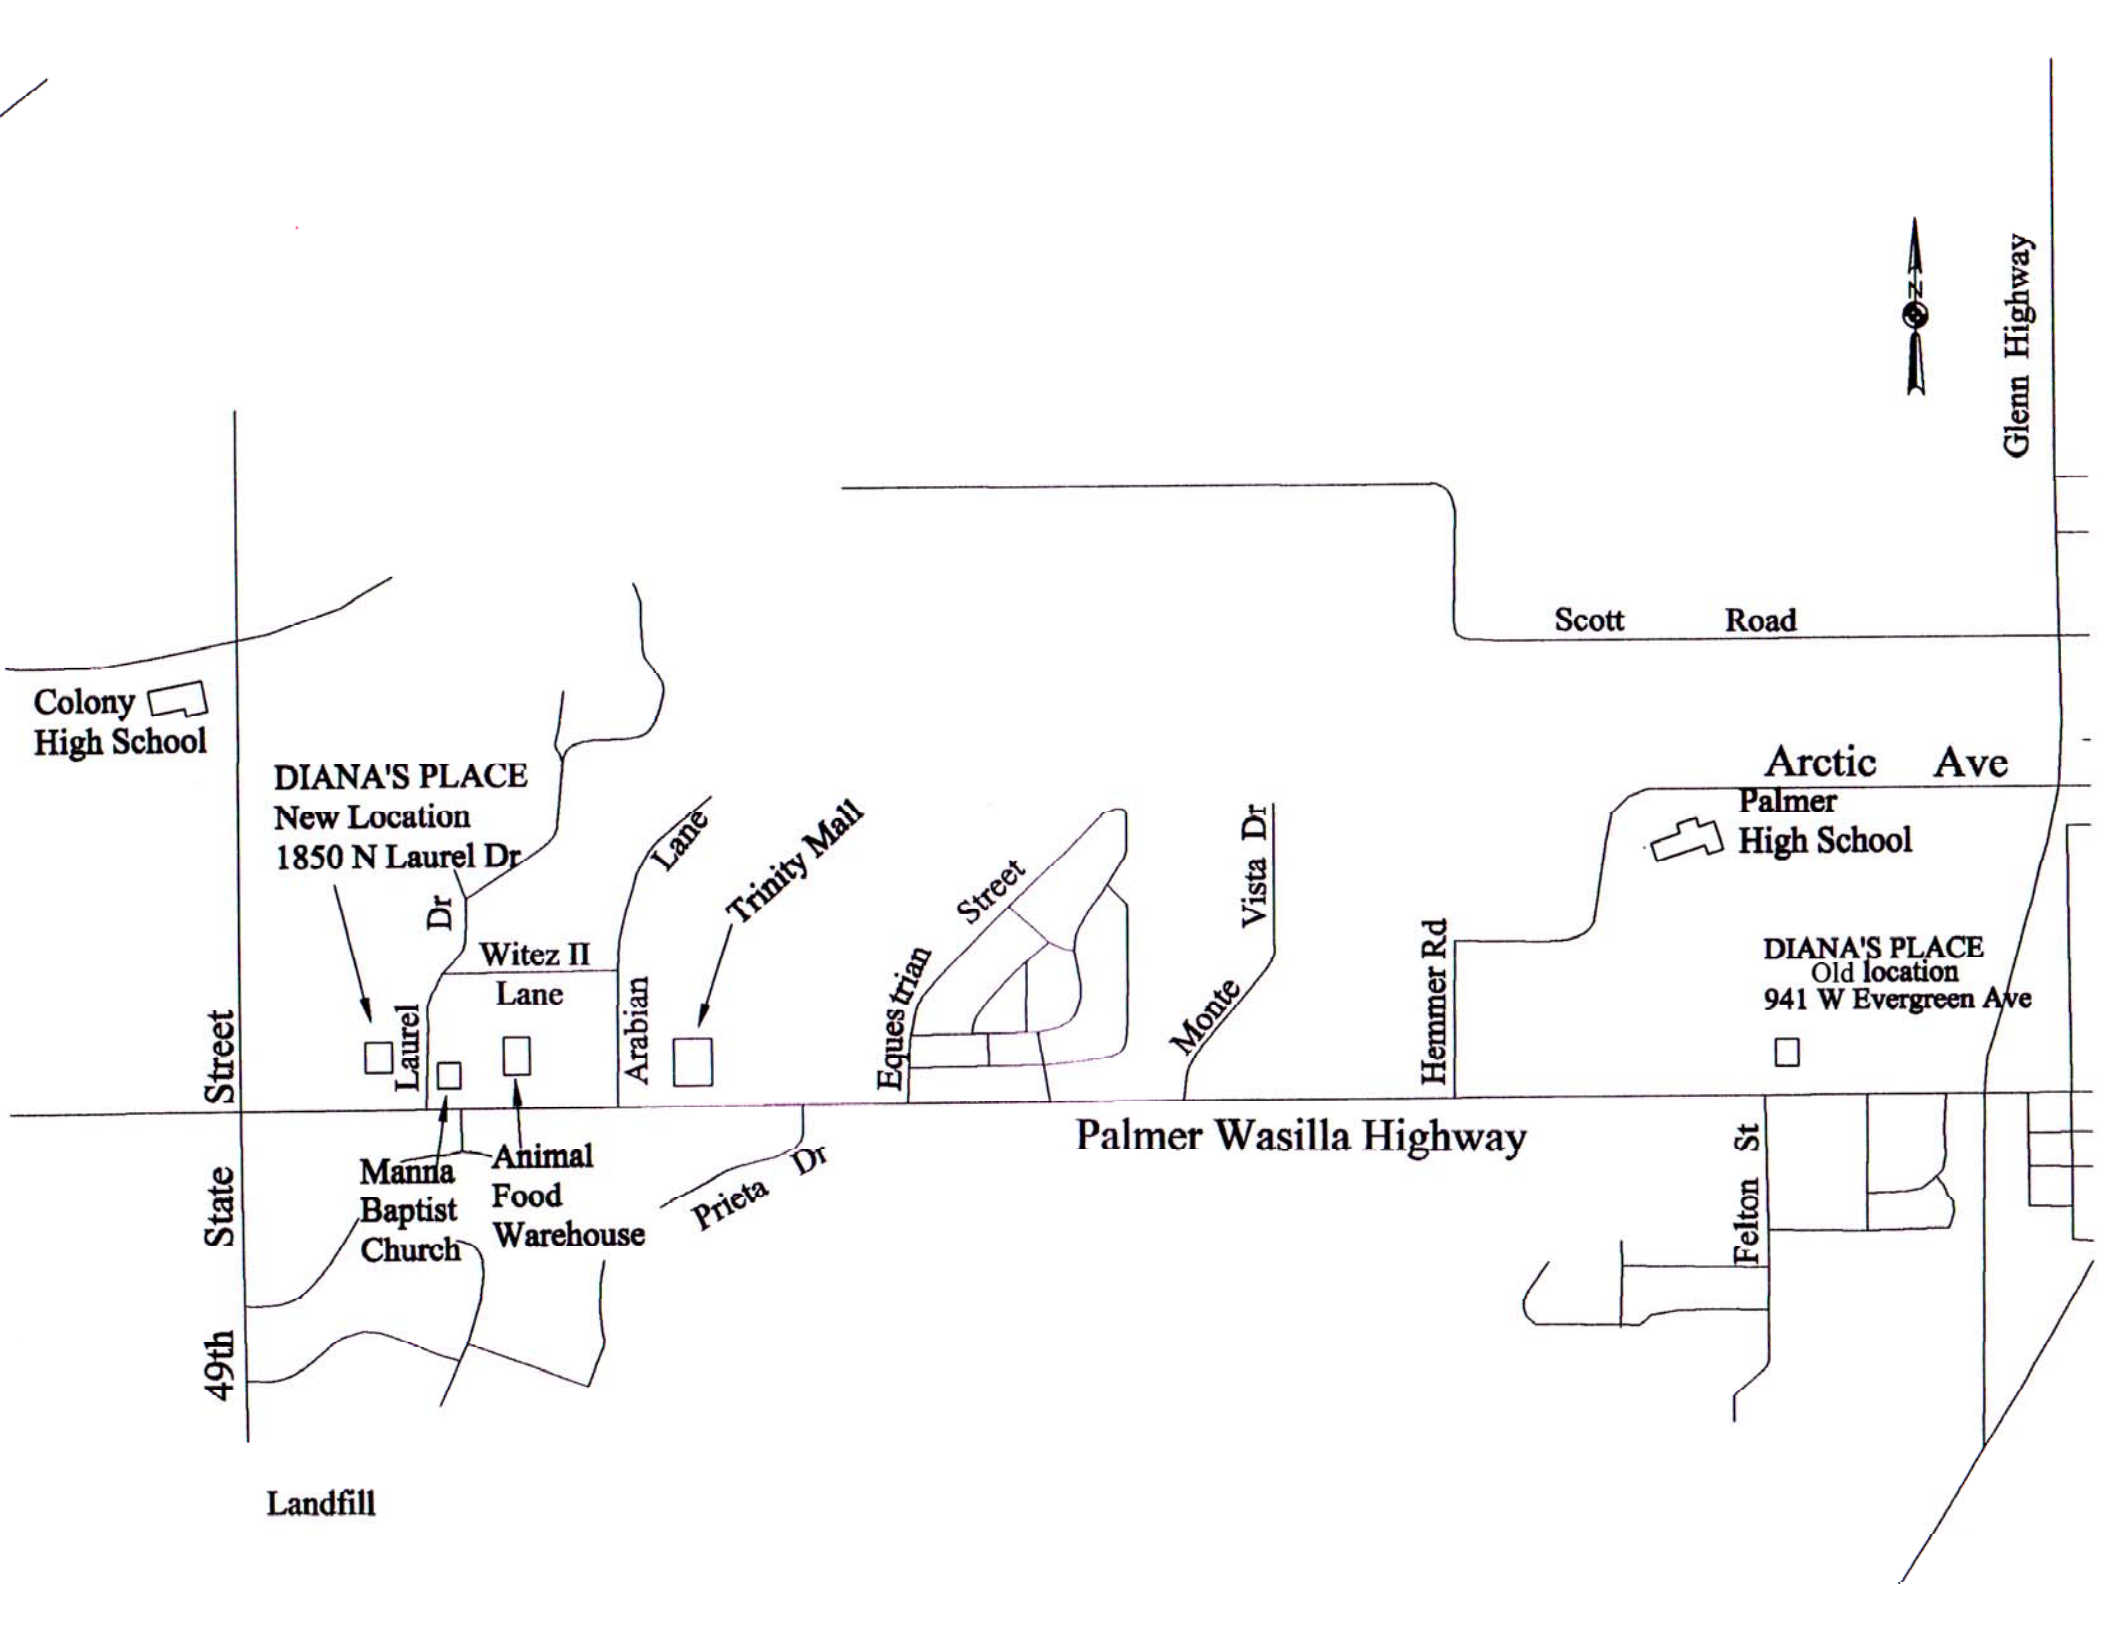 N
Glenn Highway
Scott Road
Colony
High School
DIANA'S PLACE
New Location
1850 N Laurel Dr
Arctic Ave
Palmer
High School
Laurel Dr
Witez II
Lane
Arabian Lane
Trinity Mall
Eques trian Street
Monte Vista Dr
Hemmer Rd
DIANA'S PLACE
Old location
941 W Evergreen Ave
49th State Street
Palmer Wasilla Highway
Manna
Baptist
Church
Animal
Food
Warehouse
Prieta Dr
Felton St
Landfill